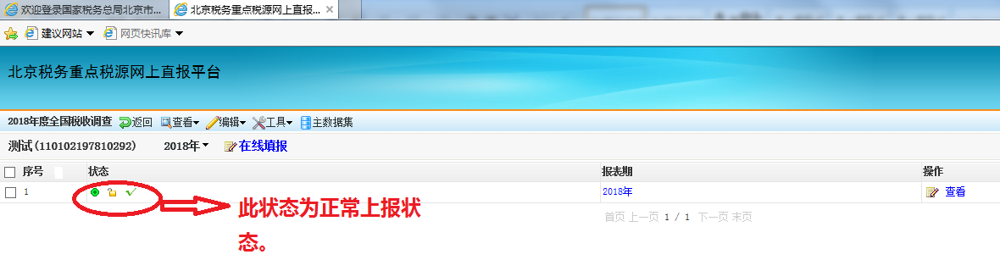 欢迎登录国家税务总局北京市... 北京税务重点税源网上直报...
建议网站 网页快讯库
北京税务重点税源网上直报平台
2018年度全国税收调查 返回 查看 编辑 工具 主数据集
测试(110102197810292) 2018年 在线填报
序号 状态 报表期 操作
1 2018年 查看
此状态为正常上报状
态。
首页 上一页 1 / 1 下一页 末页